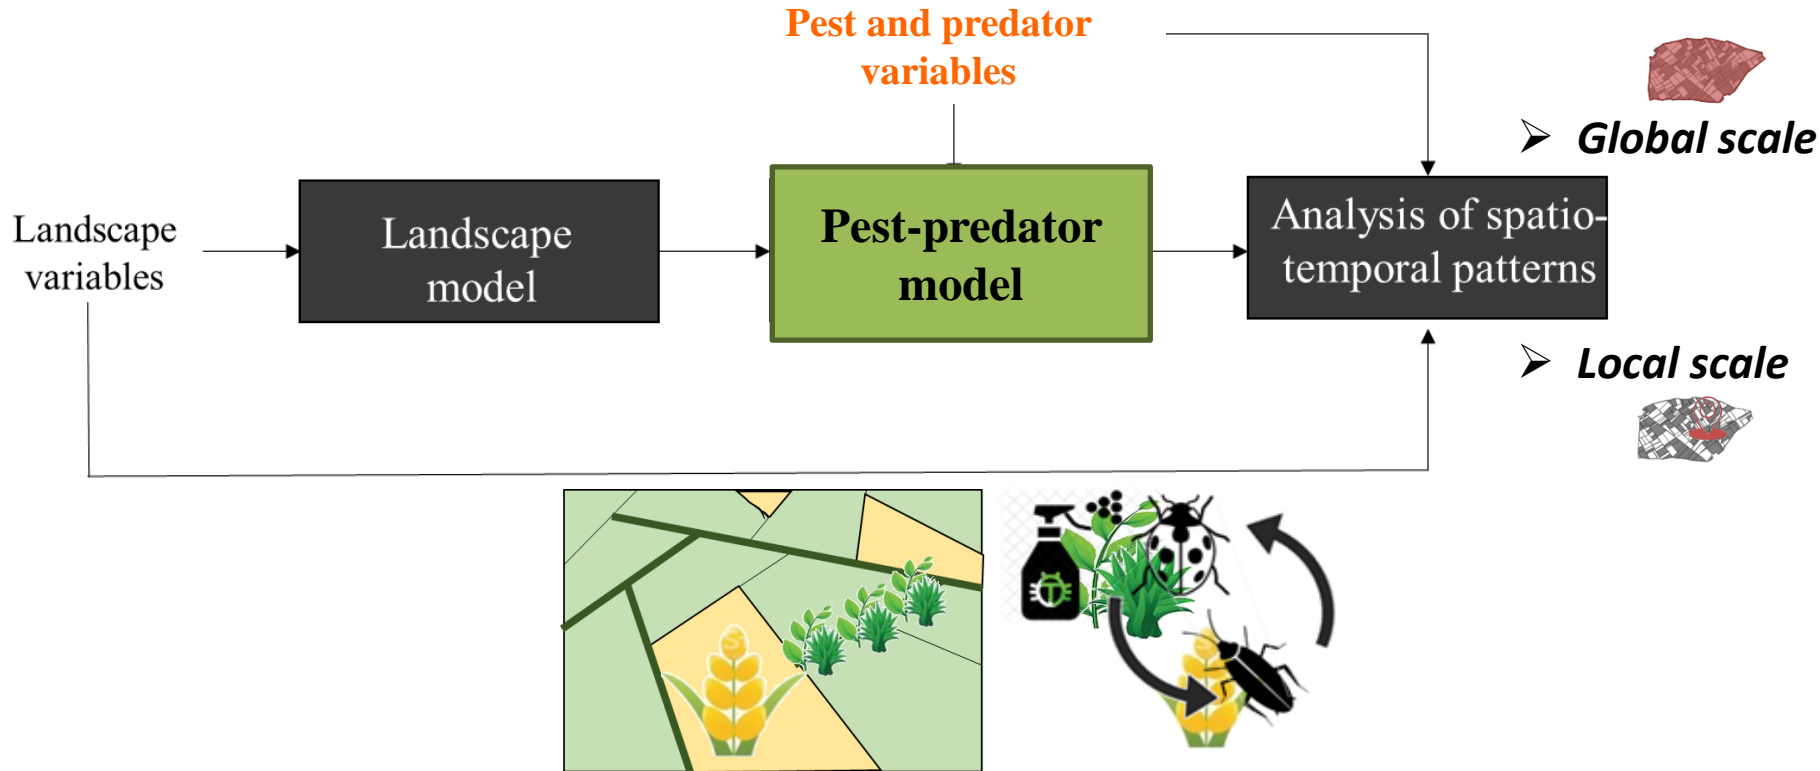 Pest and predator
variables
➢ Global scale
Landscape
variables
Landscape
model
Pest-predator
model
Analysis of spatio-
temporal patterns
➢ Local scale
S